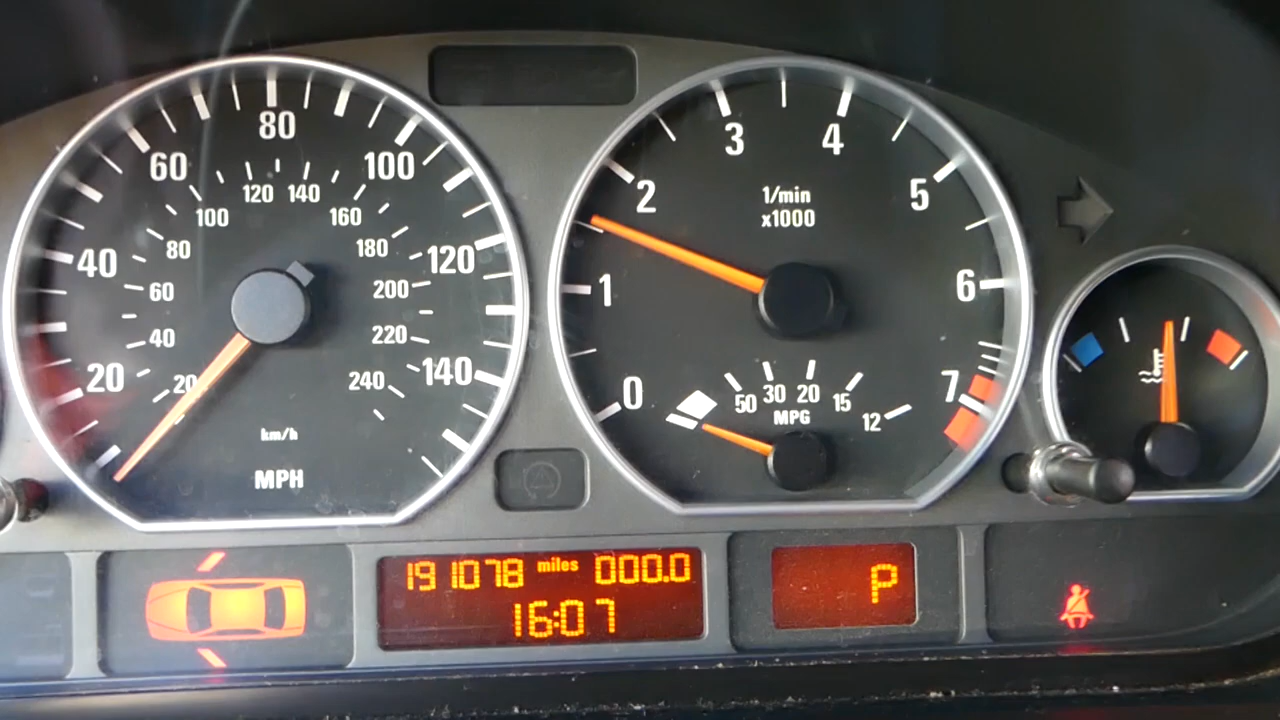 20 40 60 80 100 120 140
20 40 60 80 100 120 140 160 180 200 220 240
km/h
MPH
0 1 2 3 4 5 6 7
1/min
x1000
50 30 20 15 12
MPG
191078 miles 000.0
16:07
P